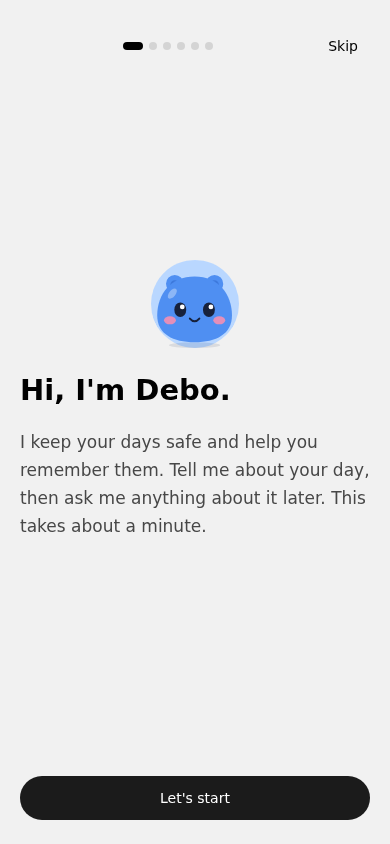 Skip
Hi, I'm Debo.
I keep your days safe and help you
remember them. Tell me about your day,
then ask me anything about it later. This
takes about a minute.
Let's start